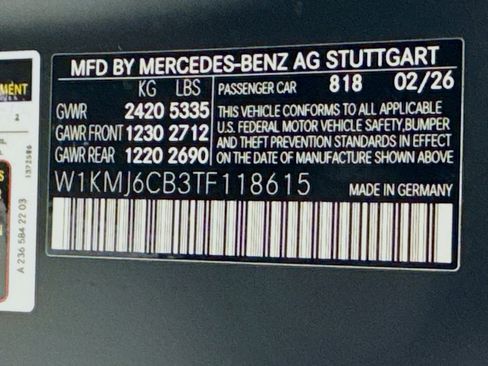 MFD BY MERCEDES-BENZ AG STUTTGART
KG LBS
GVWR 2420 5335
GAWR FRONT 1230 2712
GAWR REAR 1220 2690
PASSENGER CAR 818 02/26
THIS VEHICLE CONFORMS TO ALL APPLICABLE
U.S. FEDERAL MOTOR VEHICLE SAFETY, BUMPER
AND THEFT PREVENTION STANDARDS IN EFFECT
ON THE DATE OF MANUFACTURE SHOWN ABOVE
W1KMJ6CB3TF118615 MADE IN GERMANY
MENT
2
A 236 584 22 03